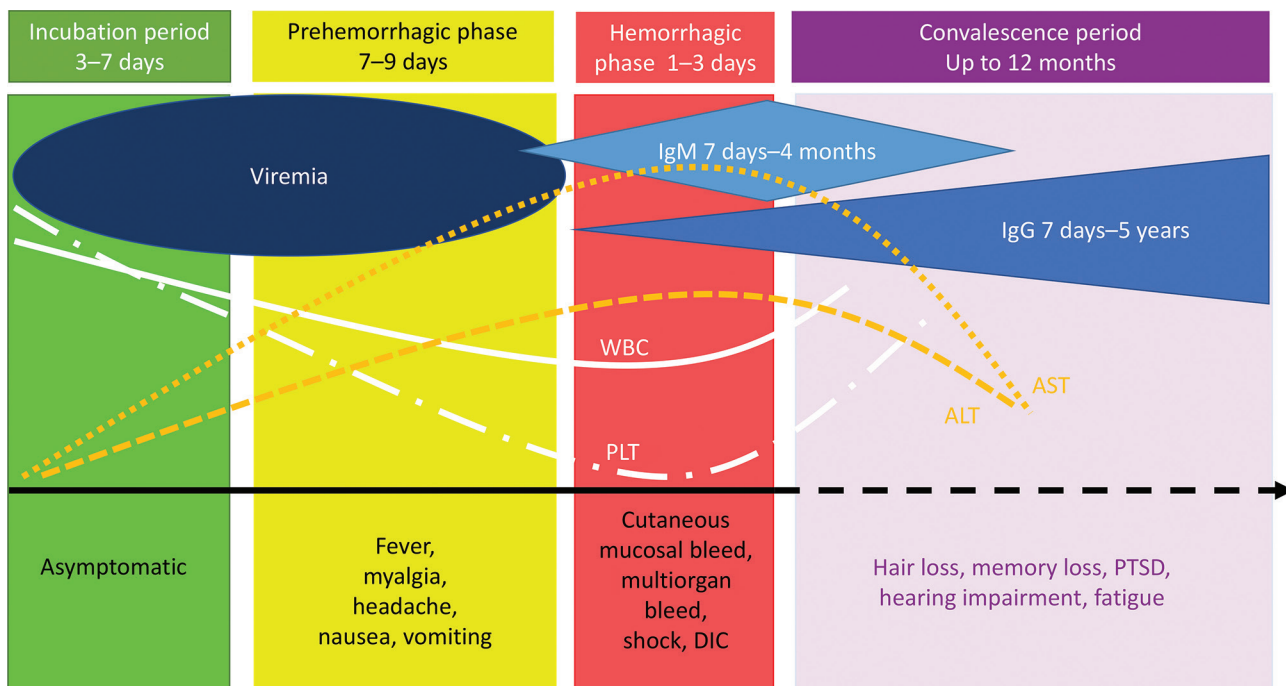 Incubation period
3–7 days
Prehemorrhagic phase
7–9 days
Hemorrhagic
phase 1–3 days
Convalescence period
Up to 12 months
Viremia
IgM 7 days–4 months
IgG 7 days–5 years
WBC
PLT
AST
ALT
Asymptomatic
Fever,
myalgia,
headache,
nausea, vomiting
Cutaneous
mucosal bleed,
multiorgan
bleed,
shock, DIC
Hair loss, memory loss, PTSD,
hearing impairment, fatigue